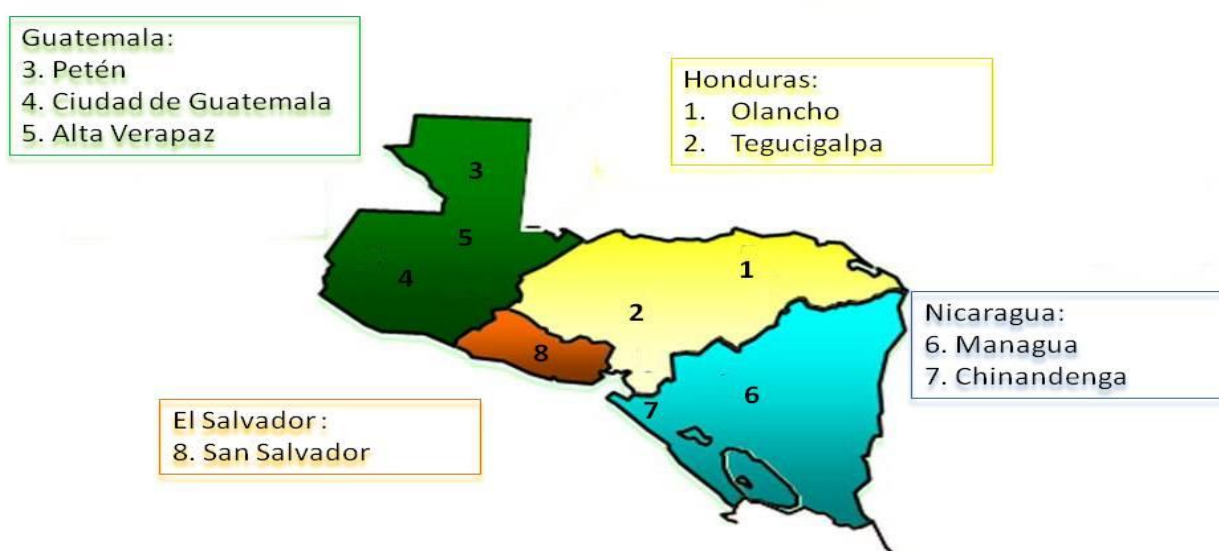 Guatemala:
3. Petén
4. Ciudad de Guatemala
5. Alta Verapaz
Honduras:
1. Olancho
2. Tegucigalpa
3
5
4
1
2
8
6
7
Nicaragua:
6. Managua
7. Chinandenga
El Salvador :
8. San Salvador